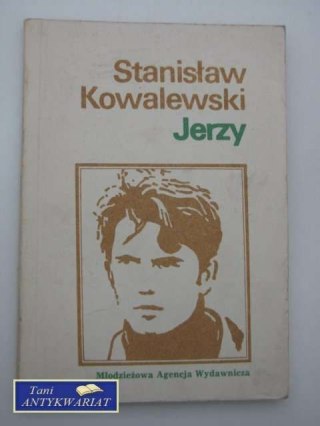 Stanisław
Kowalewski
Jerzy
Młodzieżowa Agencja Wydawnicza
Tani
ANTYKWARIAT